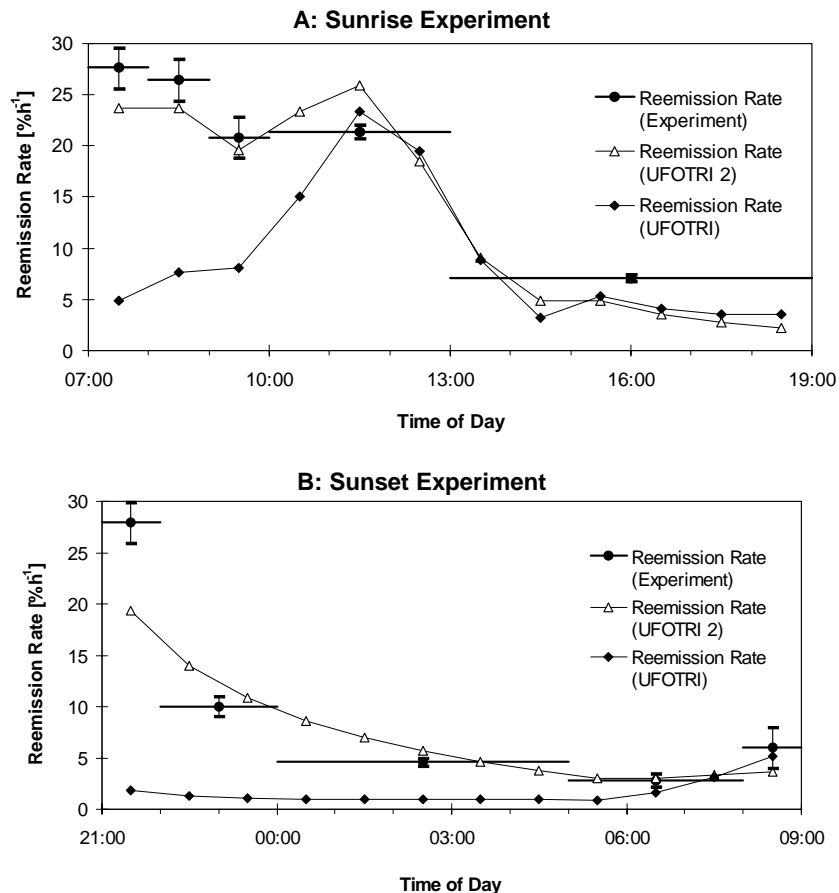 A: Sunrise Experiment
30
25
20
15
10
5
0
Reemission Rate [%h-1]
07:00 10:00 13:00 16:00 19:00
Time of Day
Reemission Rate
(Experiment)
Reemission Rate
(UFOTRI 2)
Reemission Rate
(UFOTRI)
B: Sunset Experiment
30
25
20
15
10
5
0
Reemission Rate [%h-1]
21:00 00:00 03:00 06:00 09:00
Time of Day
Reemission Rate
(Experiment)
Reemission Rate
(UFOTRI 2)
Reemission Rate
(UFOTRI)